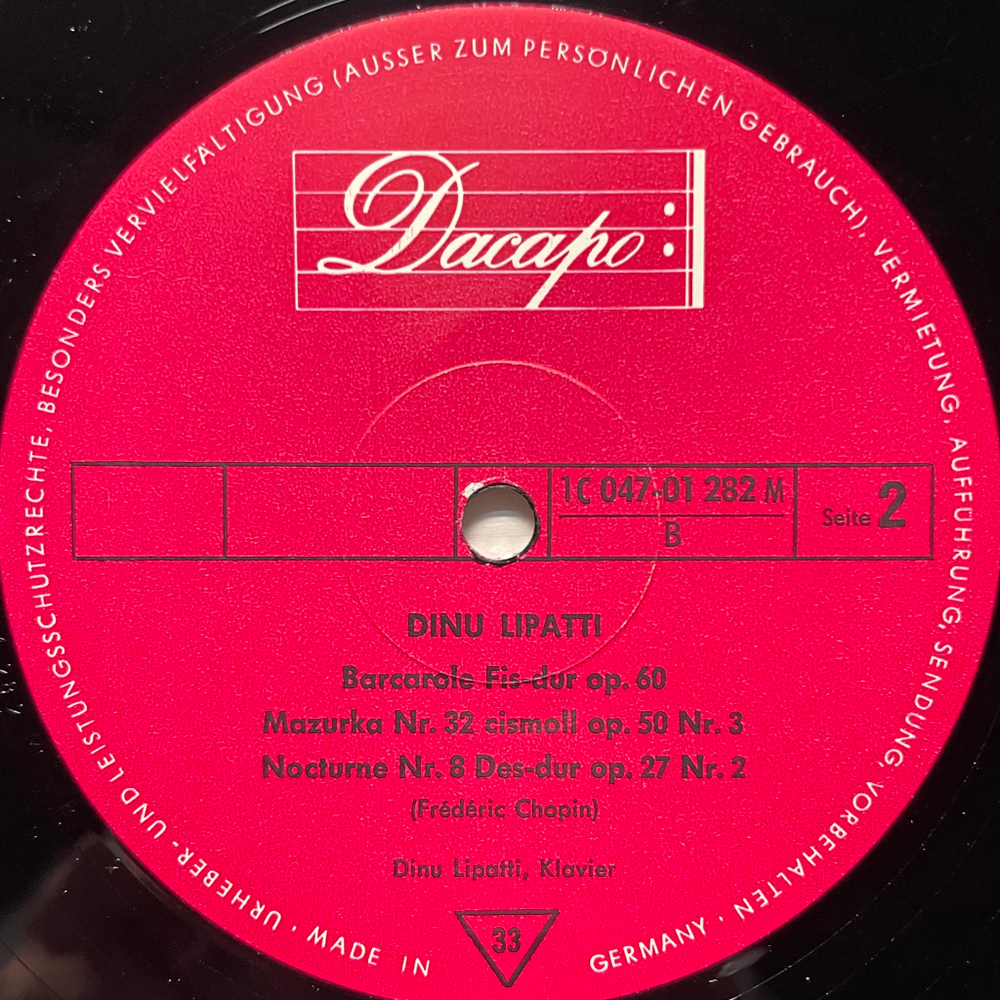 URHEBER- UND LEISTUNGSSCHUTZRECHTE, BESONDERS VERVIELFÄLTIGUNG (AUSSER ZUM PERSÖNLICHEN GEBRAUCH), VERMIETUNG, AUFFÜHRUNG, SENDUNG, VORBEHALTEN •
Dacapo
1C 047-01 282 M
B
Seite 2
DINU LIPATTI
Barcarole Fis-dur op. 60
Mazurka Nr. 32 cismoll op. 50 Nr. 3
Nocturne Nr. 8 Des-dur op. 27 Nr. 2
(Frédéric Chopin)
Dinu Lipatti, Klavier
33
MADE IN GERMANY •